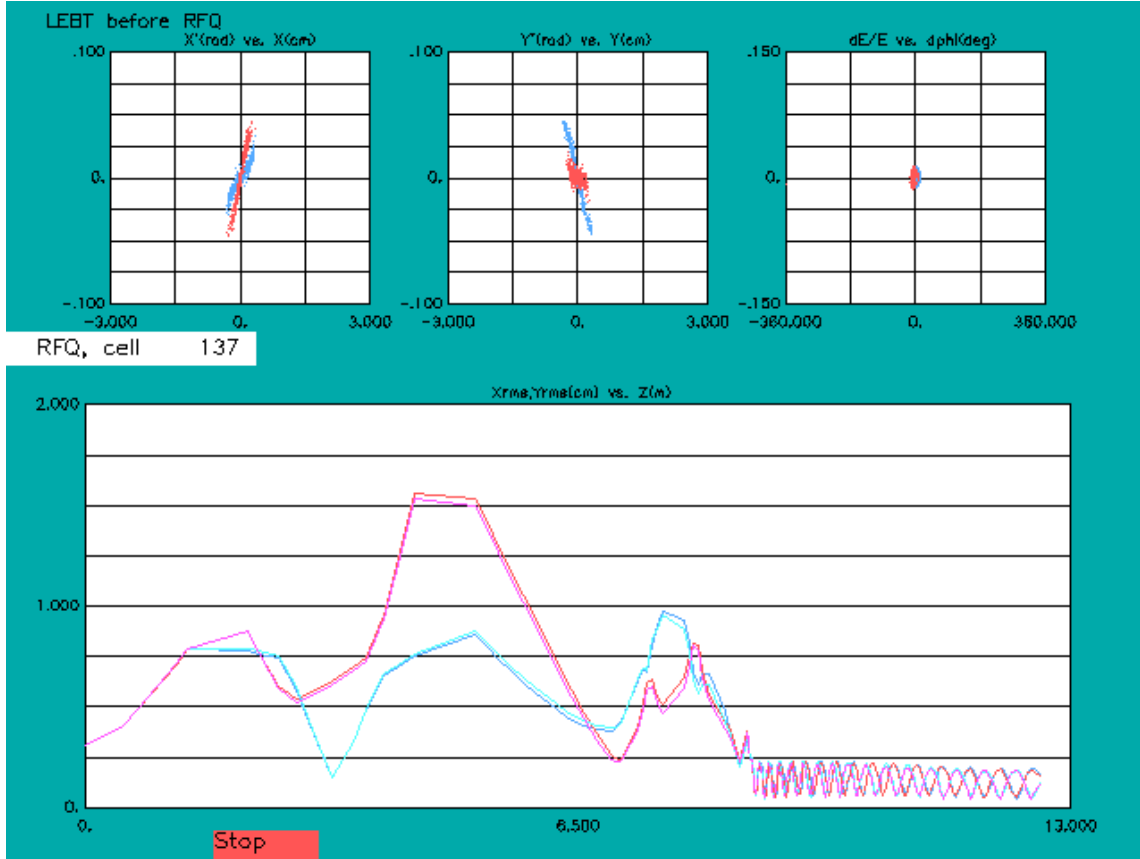 LEBT before RFQ
X'(rad) vs. X(cm)
Y'(rad) vs. Y(cm)
dE/E vs. dphi(deg)
.100
.100
.150
0.
0.
0.
-.100
-.100
-.150
-3.000 0. 3.000
-3.000 0. 3.000
-360.000 0. 360.000
RFQ, cell 137
Xrms,Yrms(cm) vs. Z(m)
2.000
1.000
0.
0. 6.500 13.000
Stop